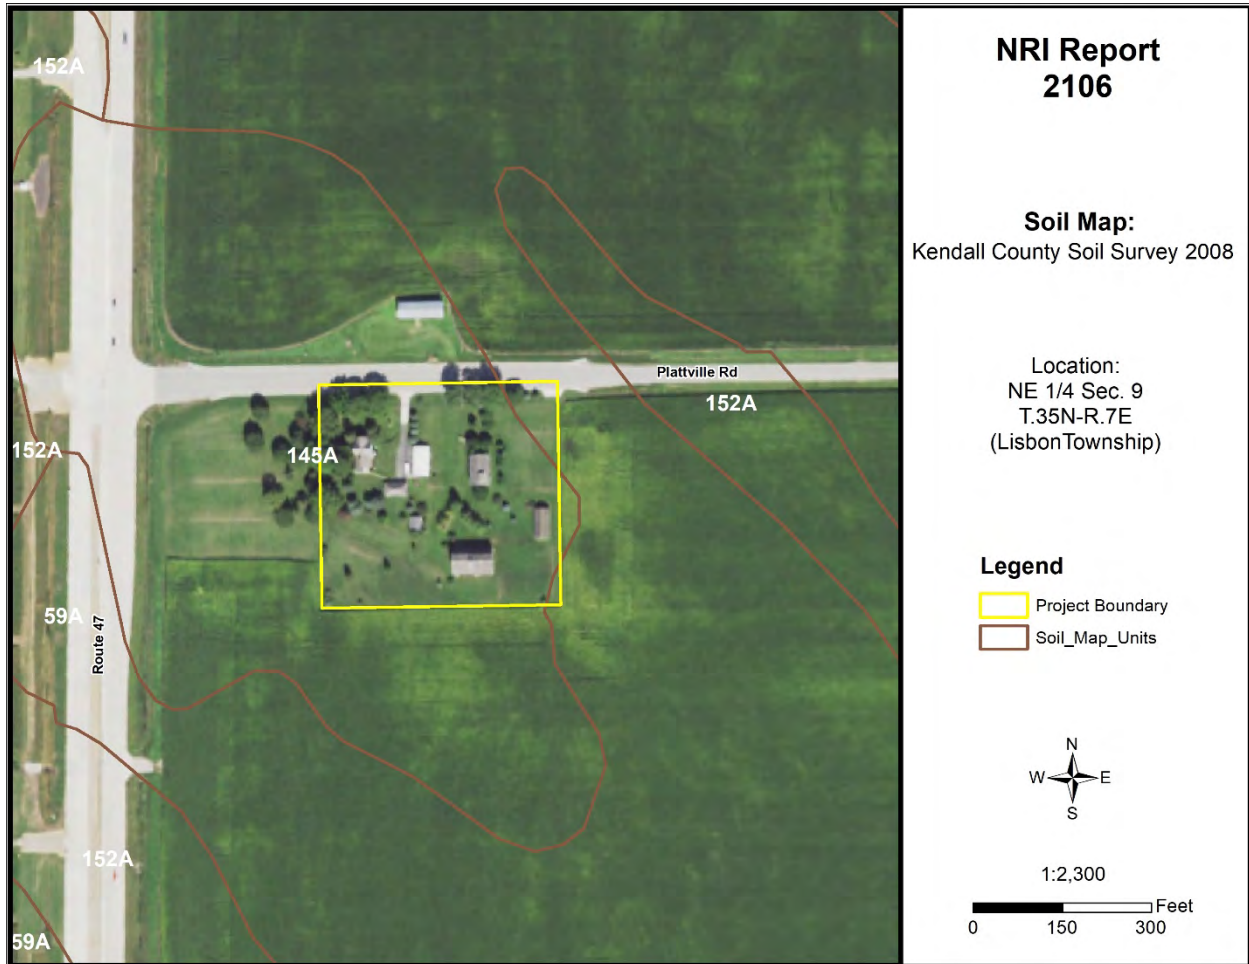 152A
Plattville Rd
152A
152A
145A
59A
Route 47
152A
59A
NRI Report
2106
Soil Map:
Kendall County Soil Survey 2008
Location:
NE 1/4 Sec. 9
T.35N-R.7E
(LisbonTownship)
Legend
Project Boundary
Soil_Map_Units
N
W
E
S
1:2,300
Feet
0 150 300